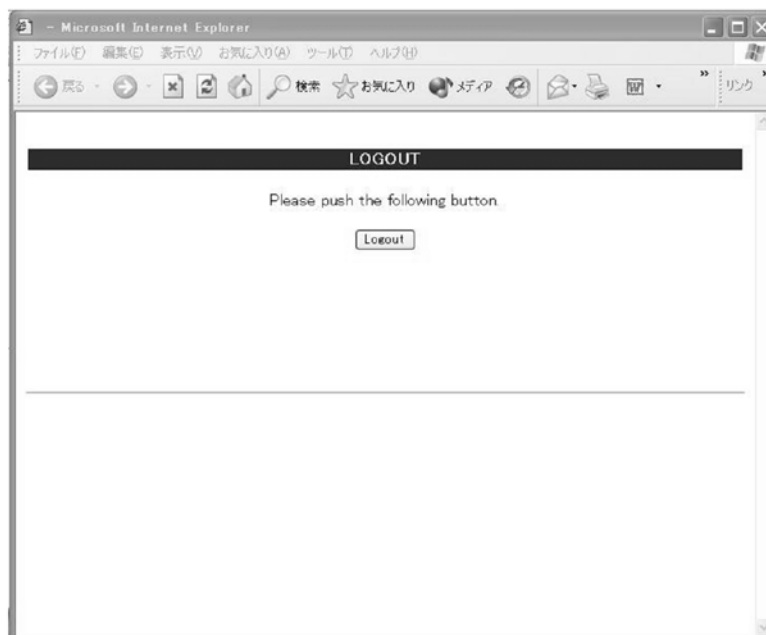 - Microsoft Internet Explorer
ファイル(F) 編集(E) 表示(V) お気に入り(A) ツール(T) ヘルプ(H)
戻る 検索 お気に入り メディア W » リンク »
LOGOUT
Please push the following button
Logout